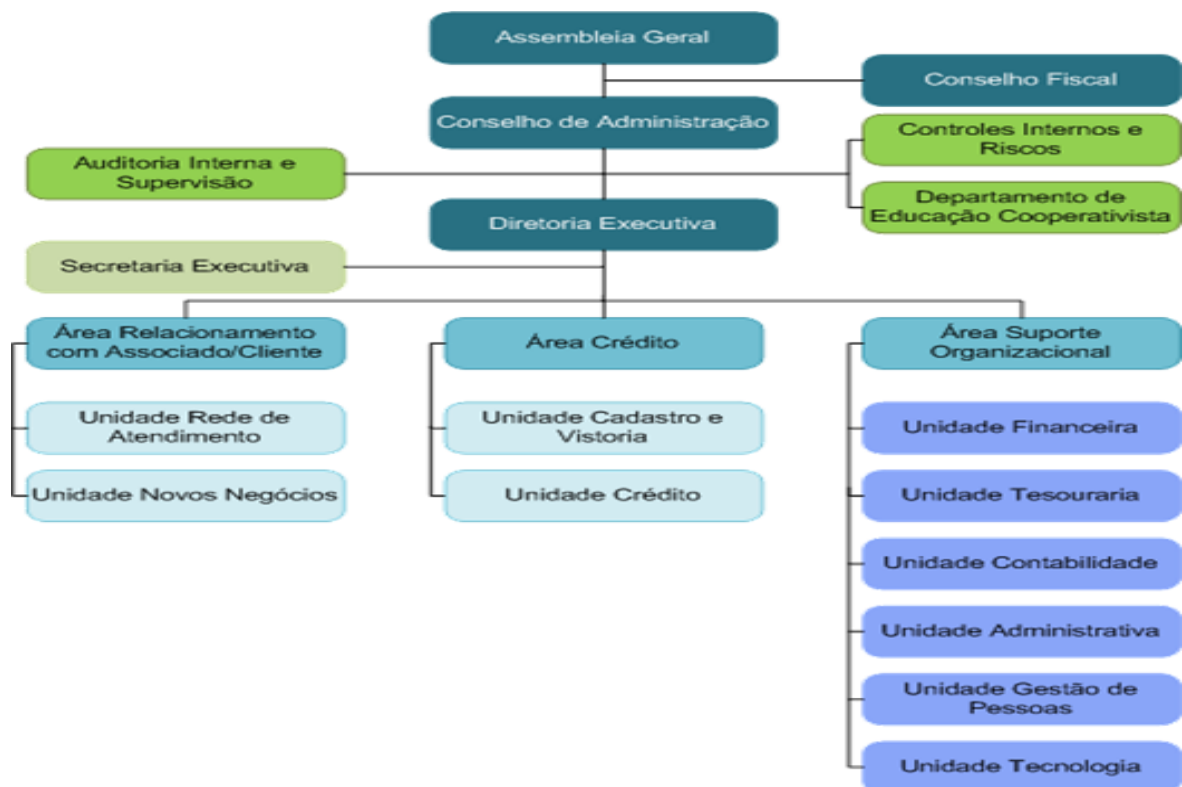 Assembleia Geral
Conselho Fiscal
Conselho de Administração
Controles Internos e
Riscos
Auditoria Interna e
Supervisão
Departamento de
Educação Cooperativista
Diretoria Executiva
Secretaria Executiva
Área Relacionamento
com Associado/Cliente
Área Crédito
Área Suporte
Organizacional
Unidade Rede de
Atendimento
Unidade Cadastro e
Vistoria
Unidade Financeira
Unidade Novos Negócios
Unidade Crédito
Unidade Tesouraria
Unidade Contabilidade
Unidade Administrativa
Unidade Gestão de
Pessoas
Unidade Tecnologia